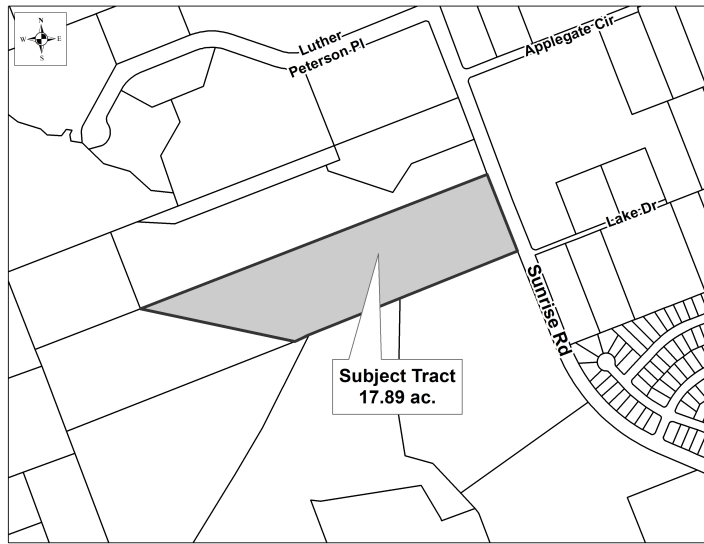 N
W E
S
Luther
Peterson Pl
Applegate Cir
Lake Dr
Sunrise Rd
Subject Tract
17.89 ac.